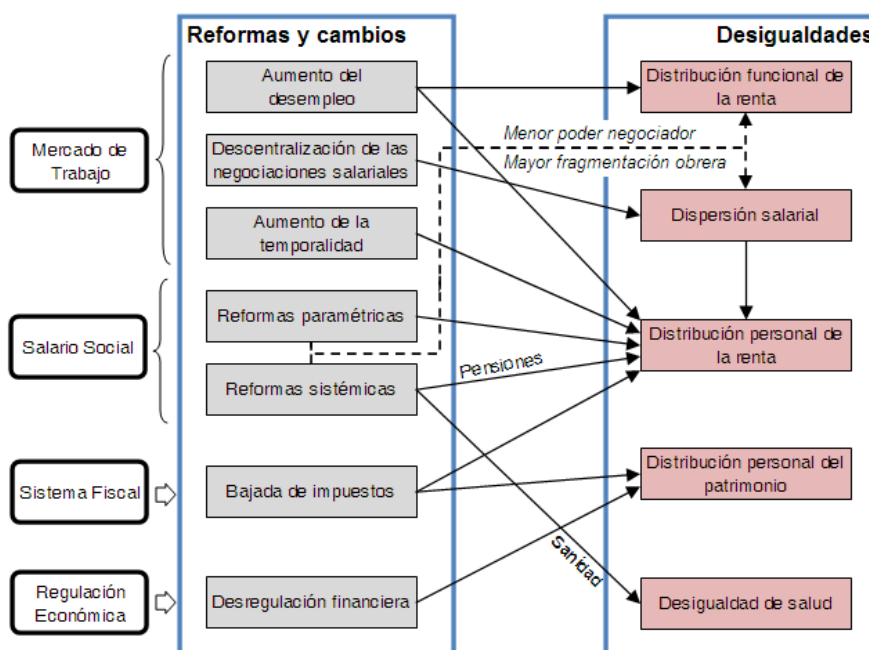 Reformas y cambios
Desigualdades
Mercado de
Trabajo
Salario Social
Sistema Fiscal
Regulación
Económica
Aumento del
desempleo
Descentralización de las
negociaciones salariales
Aumento de la
temporalidad
Reformas paramétricas
Reformas sistémicas
Bajada de impuestos
Desregulación financiera
Menor poder negociador
Mayor fragmentación obrera
Pensiones
Sanidad
Distribución funcional de
la renta
Dispersión salarial
Distribución personal de
la renta
Distribución personal del
patrimonio
Desigualdad de salud